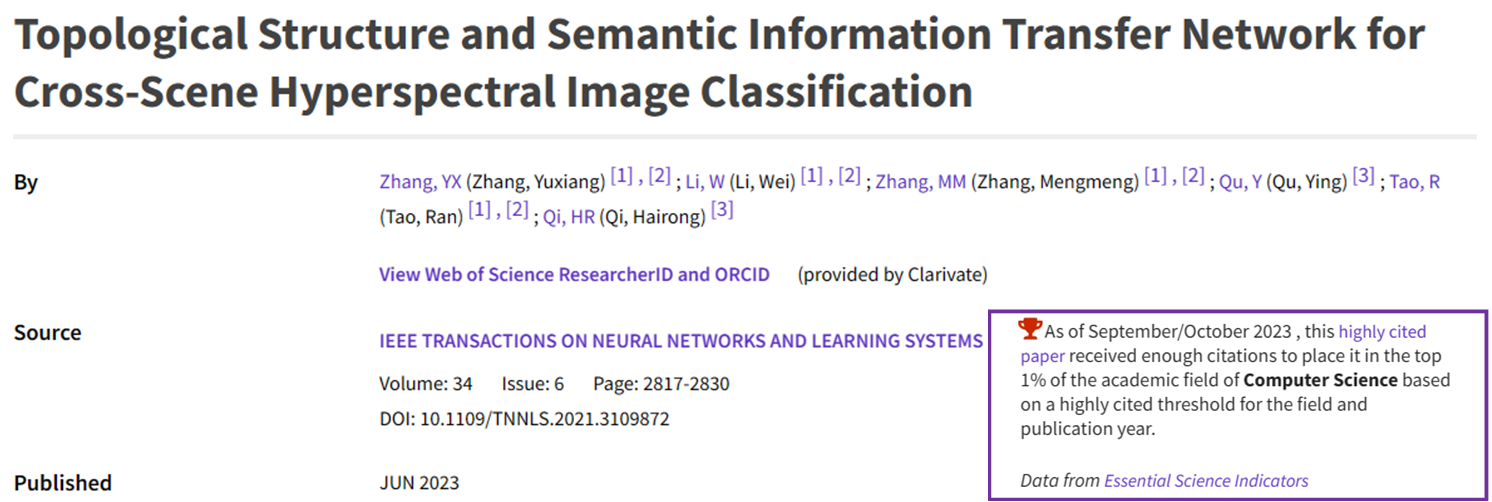 Topological Structure and Semantic Information Transfer Network for
Cross-Scene Hyperspectral Image Classification
By
Zhang, YX (Zhang, Yuxiang) [1] , [2] ; Li, W (Li, Wei) [1] , [2] ; Zhang, MM (Zhang, Mengmeng) [1] , [2] ; Qu, Y (Qu, Ying) [3] ; Tao, R
(Tao, Ran) [1] , [2] ; Qi, HR (Qi, Hairong) [3]
View Web of Science ResearcherID and ORCID (provided by Clarivate)
Source
IEEE TRANSACTIONS ON NEURAL NETWORKS AND LEARNING SYSTEMS
Volume: 34 Issue: 6 Page: 2817-2830
DOI: 10.1109/TNNLS.2021.3109872
Published
JUN 2023
As of September/October 2023 , this highly cited
paper received enough citations to place it in the top
1% of the academic field of Computer Science based
on a highly cited threshold for the field and
publication year.
Data from Essential Science Indicators